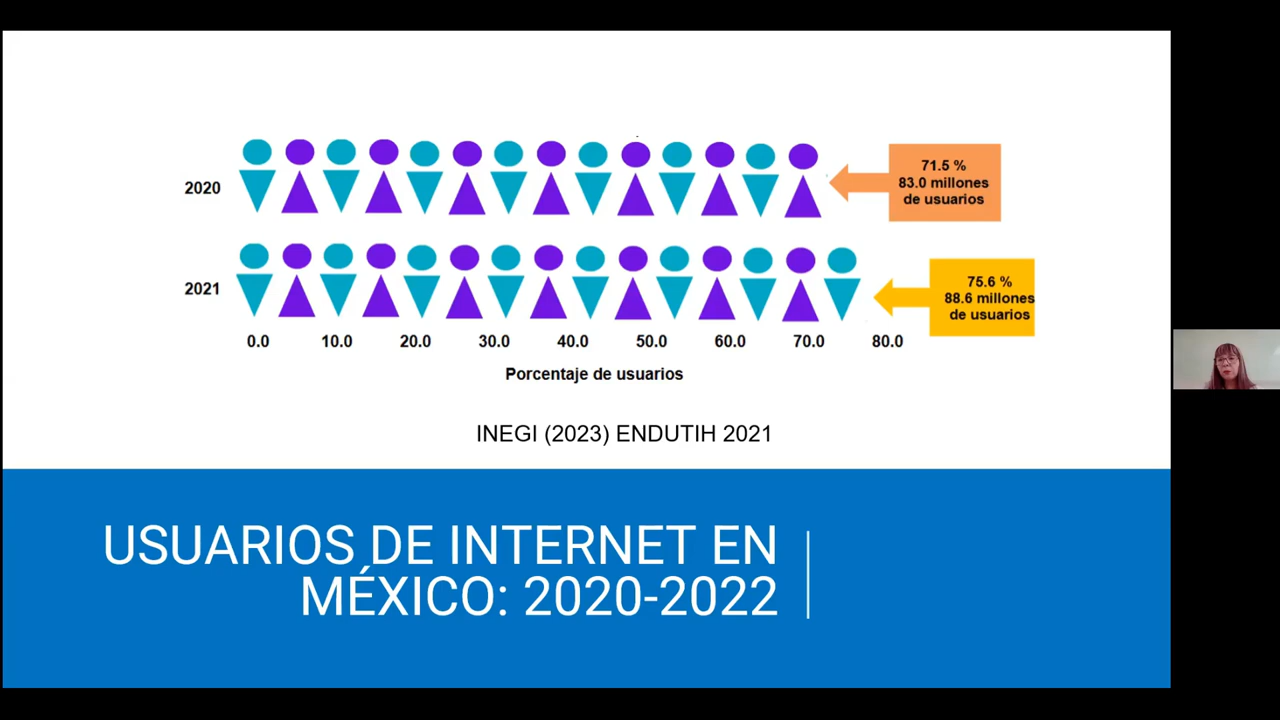 2020
71.5 %
83.0 millones
de usuarios
2021
75.6 %
88.6 millones
de usuarios
0.0 10.0 20.0 30.0 40.0 50.0 60.0 70.0 80.0
Porcentaje de usuarios
INEGI (2023) ENDUTIH 2021
USUARIOS DE INTERNET EN
MÉXICO: 2020-2022